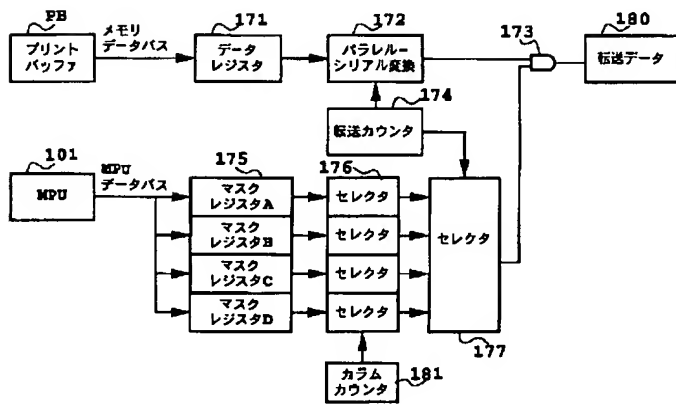 PB
プリント
バッファ
メモリ
データバス
171
データ
レジスタ
172
パラレルー
シリアル変換
173
180
転送データ
174
転送カウンタ
101
MPU
MPU
データバス
175
マスク
レジスタA
マスク
レジスタB
マスク
レジスタC
マスク
レジスタD
176
セレクタ
セレクタ
セレクタ
セレクタ
セレクタ
177
カラム
カウンタ
181